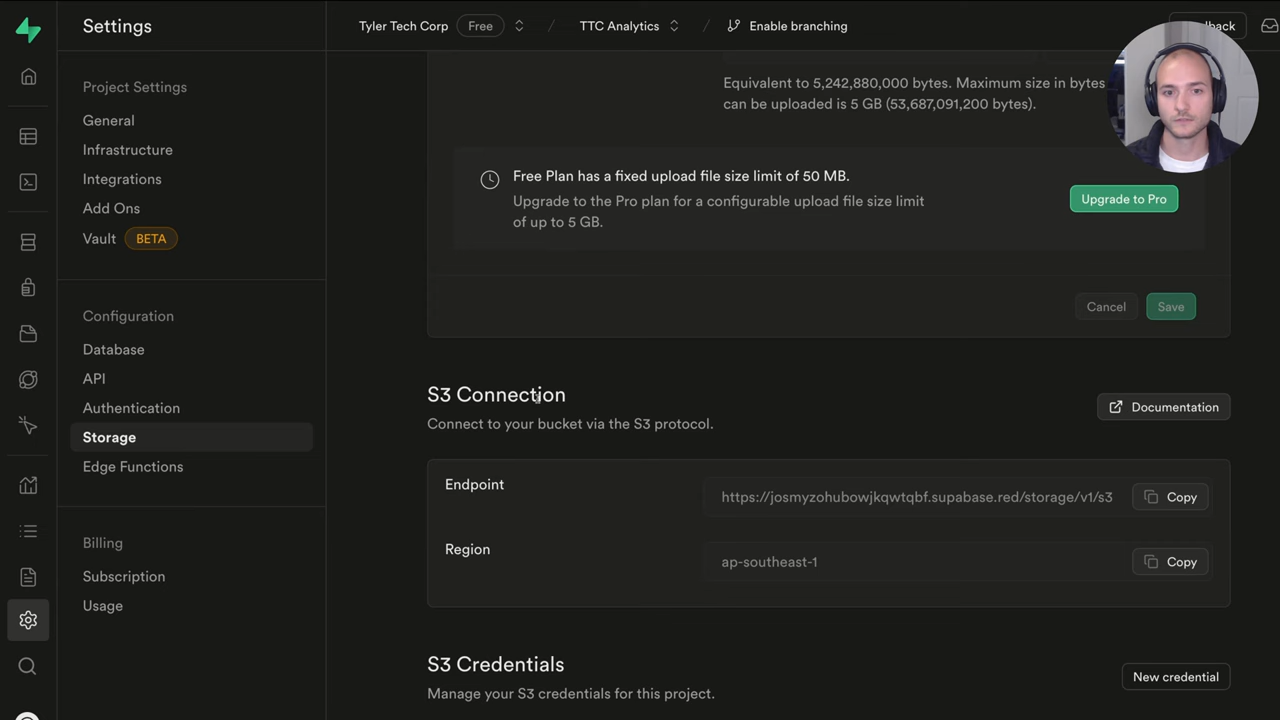 Settings
Tyler Tech Corp Free / TTC Analytics / Enable branching
back
Project Settings
General
Infrastructure
Integrations
Add Ons
Vault BETA
Configuration
Database
API
Authentication
Storage
Edge Functions
Billing
Subscription
Usage
Equivalent to 5,242,880,000 bytes. Maximum size in bytes
can be uploaded is 5 GB (53,687,091,200 bytes).
Free Plan has a fixed upload file size limit of 50 MB.
Upgrade to the Pro plan for a configurable upload file size limit
of up to 5 GB.
Upgrade to Pro
Cancel Save
S3 Connection
Connect to your bucket via the S3 protocol.
Documentation
Endpoint
https://josmyzohubowjkqwtqbf.supabase.red/storage/v1/s3 Copy
Region
ap-southeast-1 Copy
S3 Credentials
Manage your S3 credentials for this project.
New credential